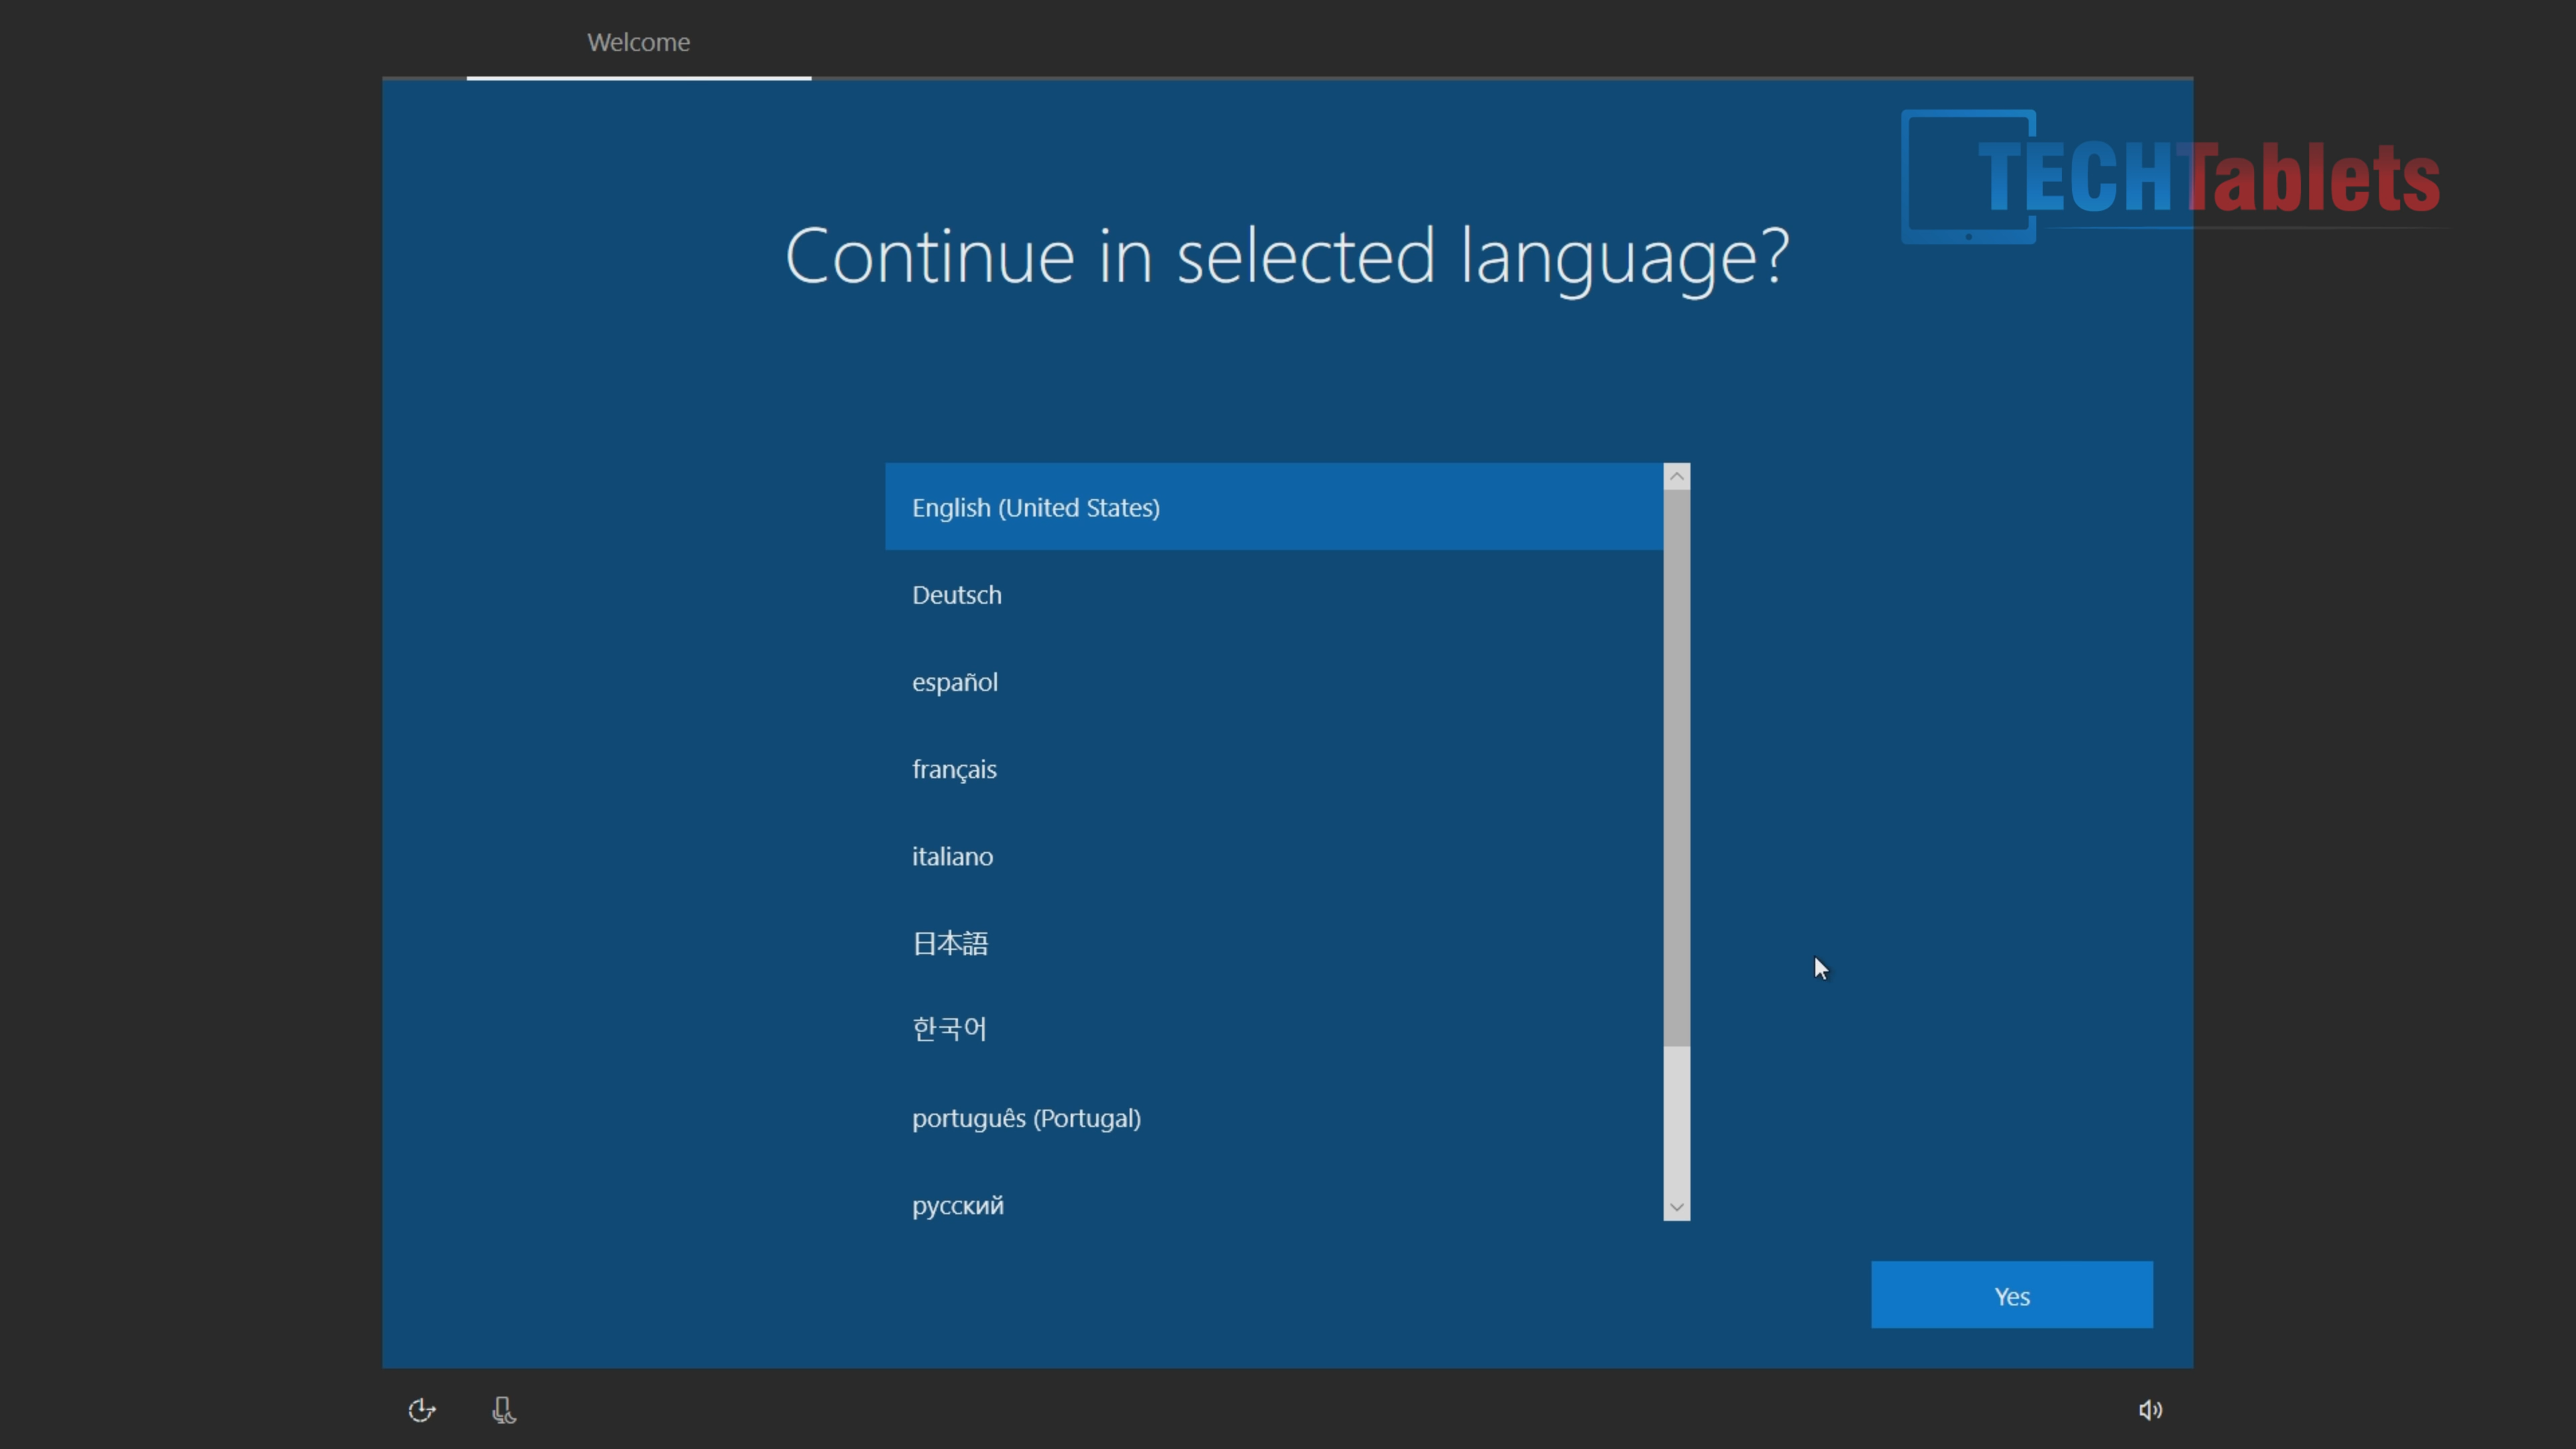 Welcome
TECHTablets
Continue in selected language?
English (United States)
Deutsch
español
français
italiano
日本語
한국어
português (Portugal)
русский
Yes